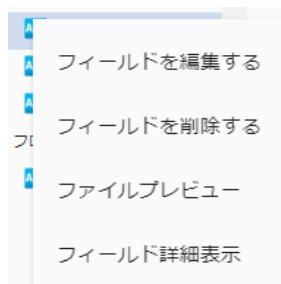 フィールドを編集する
フィールドを削除する
フロ
ファイルプレビュー
フィールド詳細表示